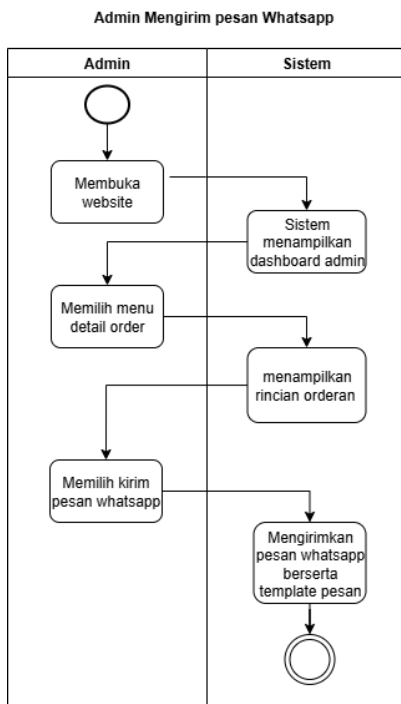 Admin Mengirim pesan Whatsapp
Admin
Sistem
Membuka
website
Sistem
menampilkan
dashboard admin
Memilih menu
detail order
menampilkan
rincian orderan
Memilih kirim
pesan whatsapp
Mengirimkan
pesan whatsapp
berserta
template pesan